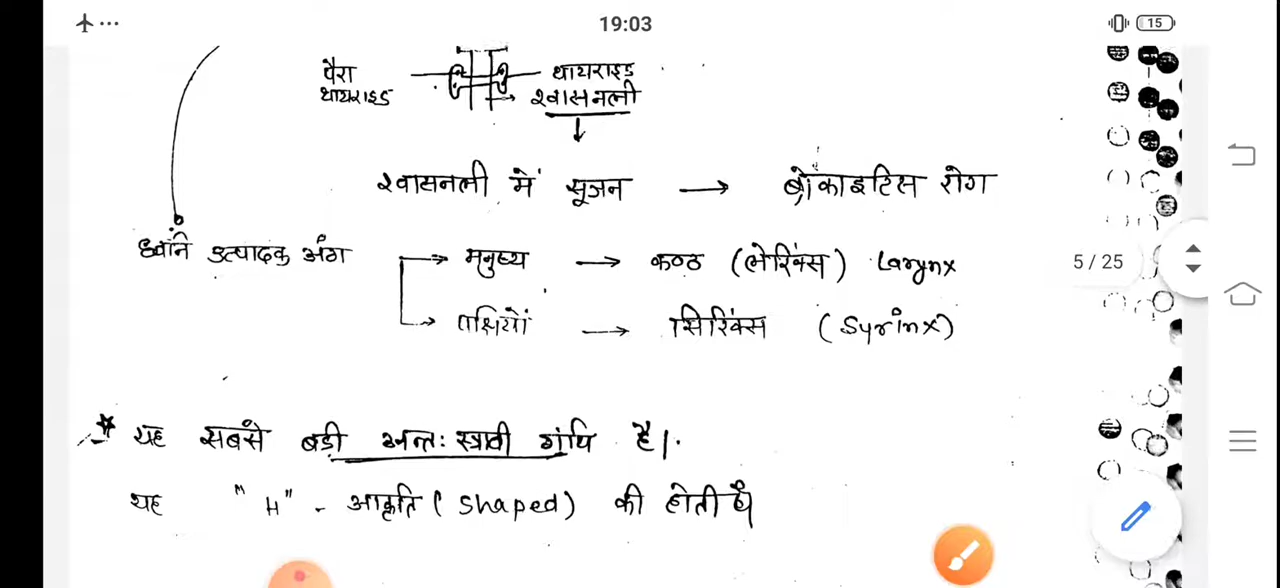 19:03
15
पैरा थायराइड
थायराइड
श्वासनली
श्वासनली में सूजन → ब्रोंकाइटिस रोग
ध्वनि उत्पादक अंग
मनुष्य → कण्ठ (लेरिंक्स) Larynx
5 / 25
पक्षियों → सिरिंक्स (Syrinx)
* यह सबसे बड़ी अन्तः स्त्रावी ग्रंथि है।
यह "H" - आकृति (Shaped) की होती है